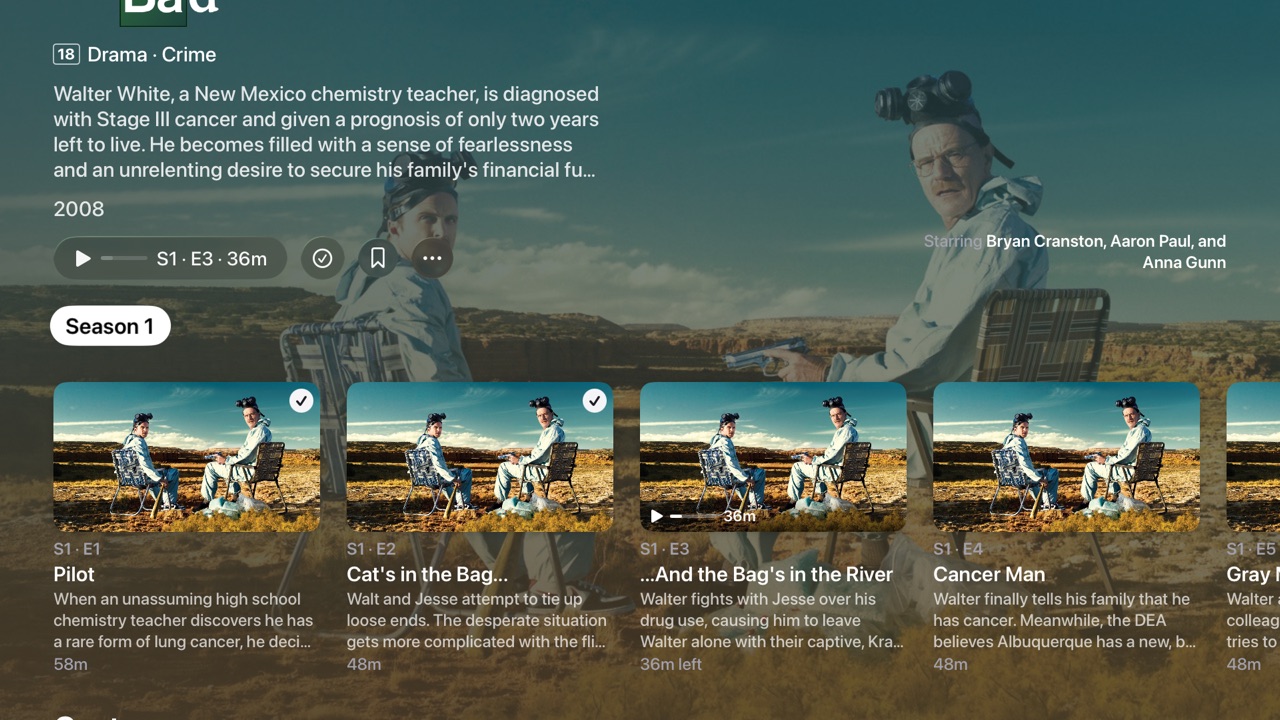 Bad
18 Drama · Crime
Walter White, a New Mexico chemistry teacher, is diagnosed
with Stage III cancer and given a prognosis of only two years
left to live. He becomes filled with a sense of fearlessness
and an unrelenting desire to secure his family's financial fu...
2008
S1 · E3 · 36m
Starring Bryan Cranston, Aaron Paul, and
Anna Gunn
Season 1
36m
S1 · E1
Pilot
When an unassuming high school
chemistry teacher discovers he has
a rare form of lung cancer, he deci...
58m
S1 · E2
Cat's in the Bag...
Walt and Jesse attempt to tie up
loose ends. The desperate situation
gets more complicated with the fli...
48m
S1 · E3
...And the Bag's in the River
Walter fights with Jesse over his
drug use, causing him to leave
Walter alone with their captive, Kra...
36m left
S1 · E4
Cancer Man
Walter finally tells his family that he
has cancer. Meanwhile, the DEA
believes Albuquerque has a new, b...
48m
S1 · E5
Gray
Walter
colleag
tries to
48m